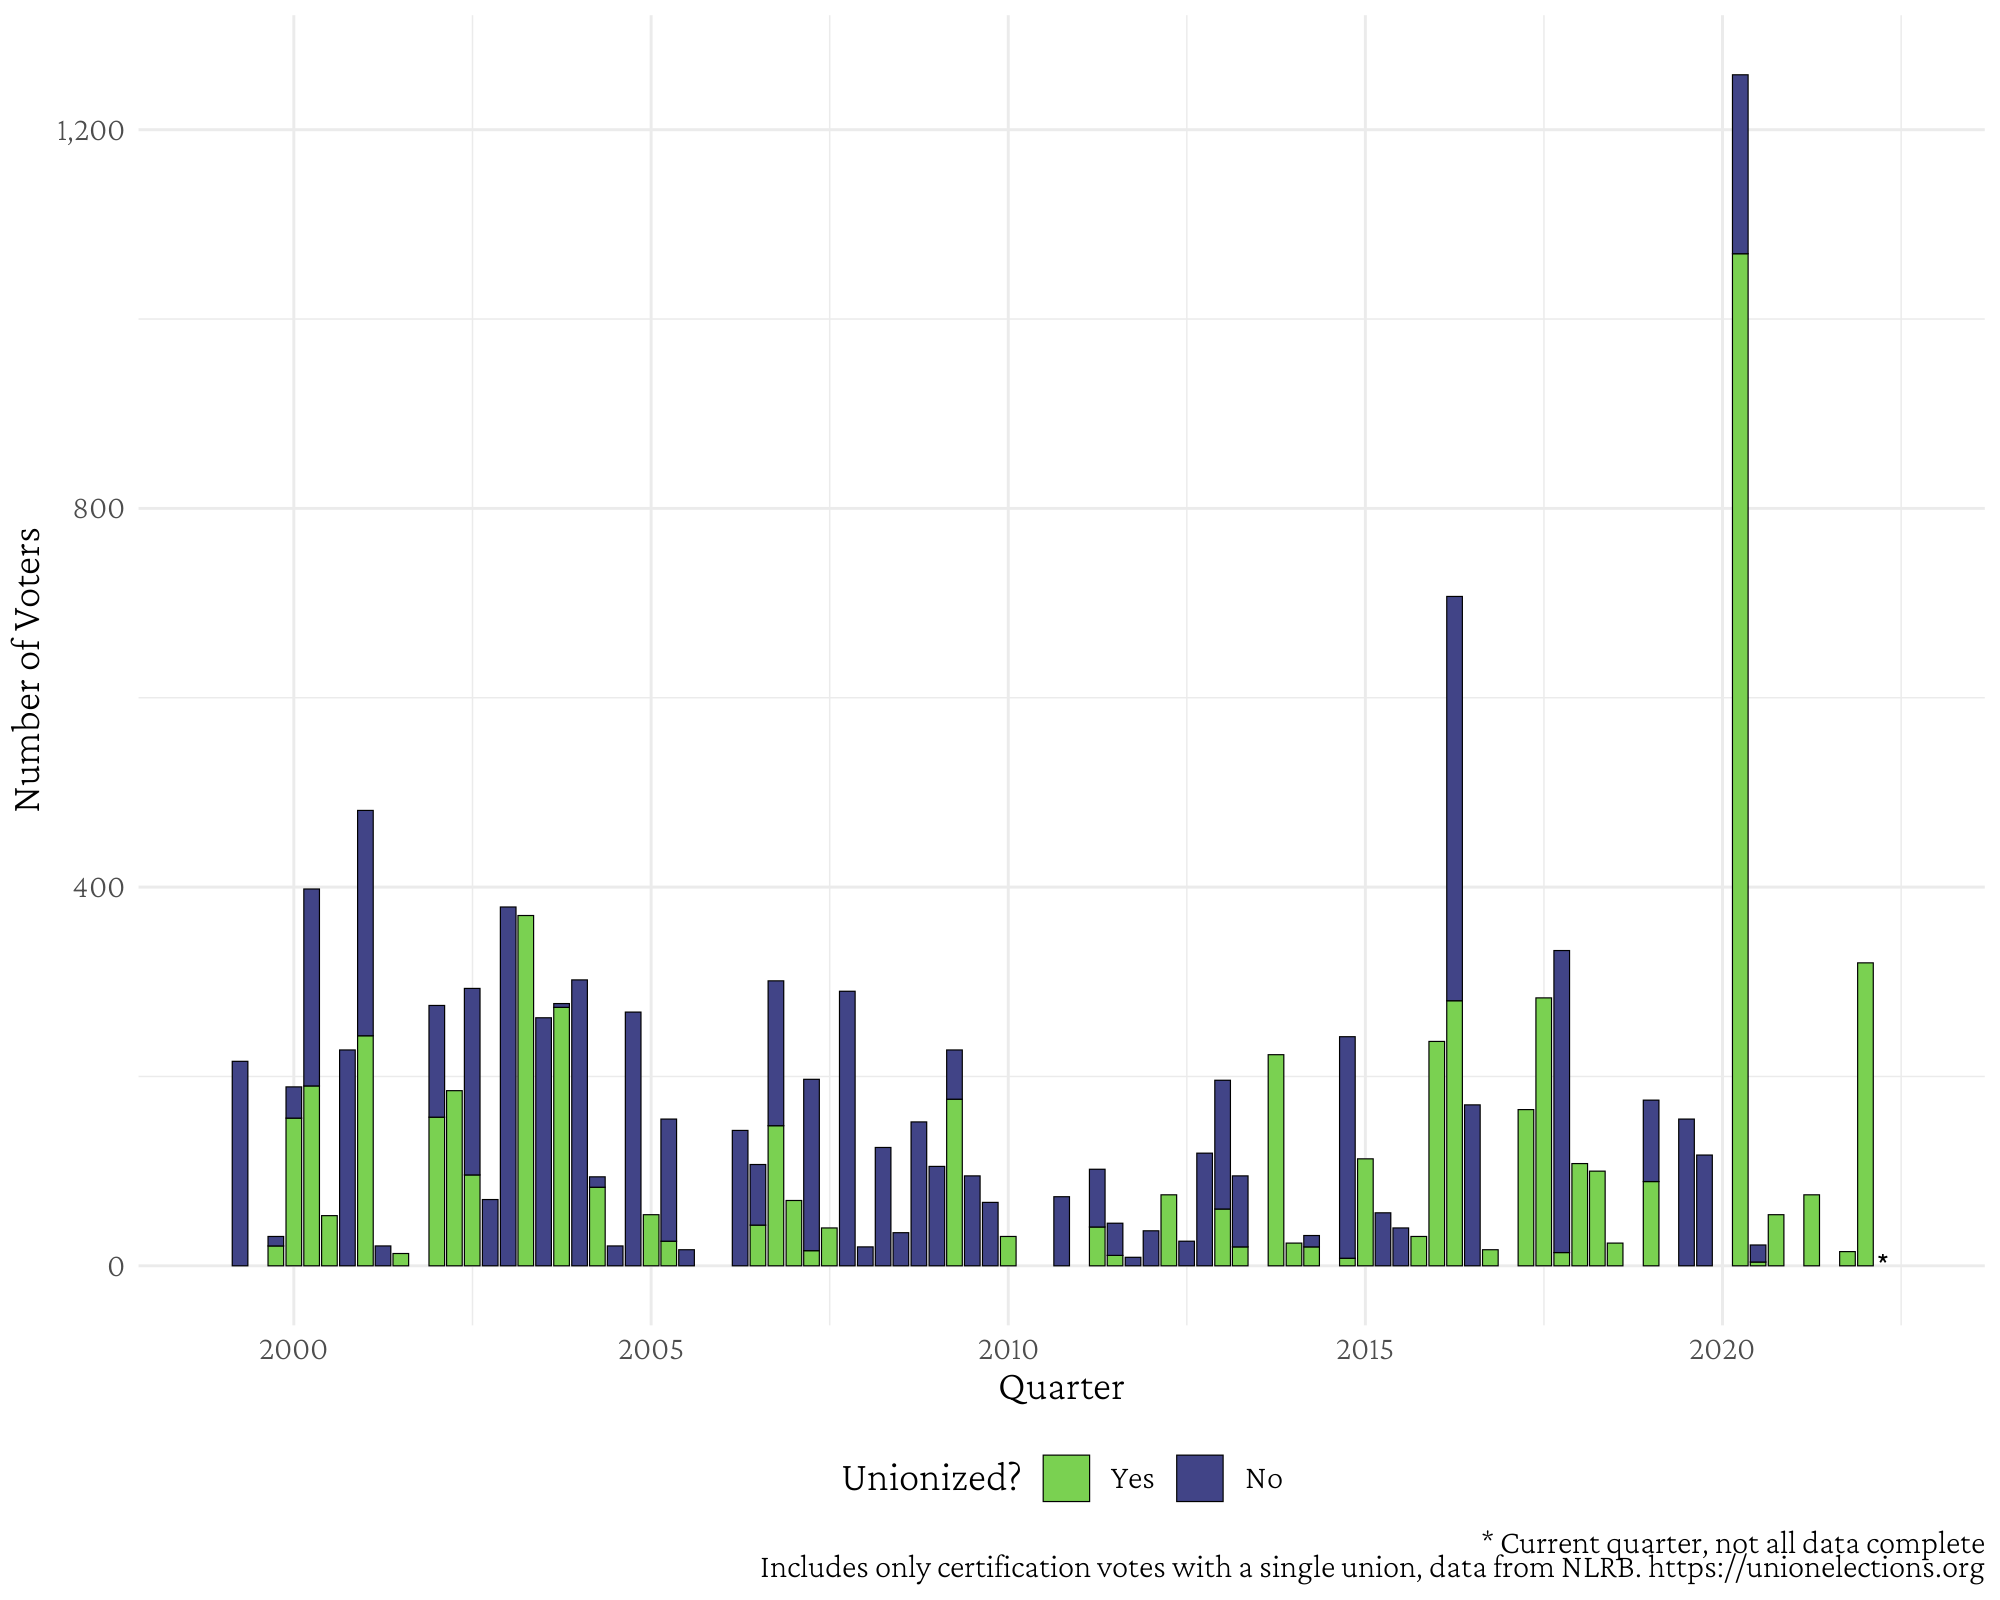 1,200
800
400
0
Number of Voters
*
2000 2005 2010 2015 2020
Quarter
Unionized? Yes No
* Current quarter, not all data complete
Includes only certification votes with a single union, data from NLRB. https://unionelections.org